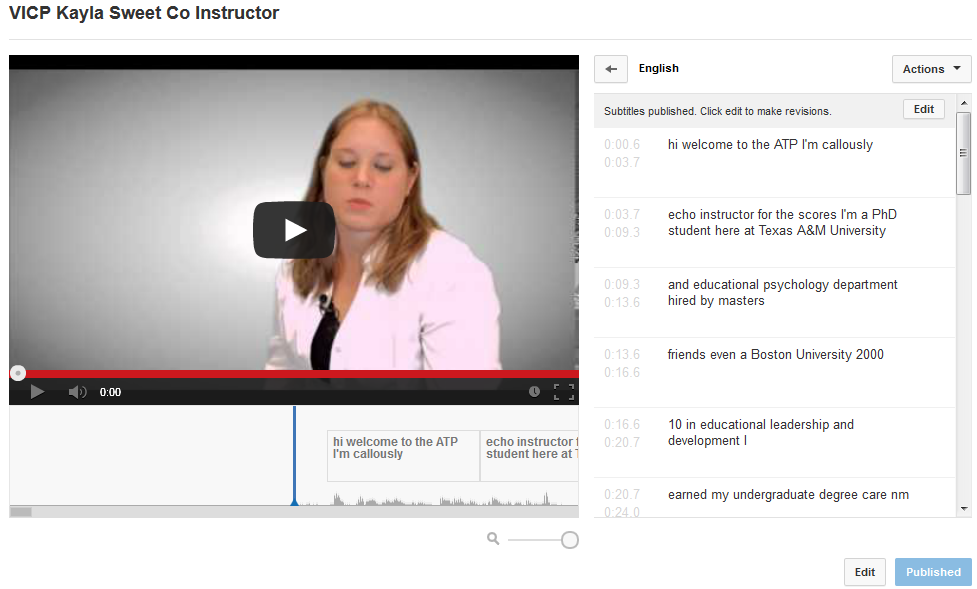 VICP Kayla Sweet Co Instructor
English
Actions
Subtitles published. Click edit to make revisions.
Edit
0:00.6
0:03.7
hi welcome to the ATP I'm callously
0:03.7
0:09.3
echo instructor for the scores I'm a PhD
student here at Texas A&M University
0:09.3
0:13.6
and educational psychology department
hired by masters
0:13.6
0:16.6
friends even a Boston University 2000
0:16.6
0:20.7
10 in educational leadership and
development I
0:20.7
0:24.0
earned my undergraduate degree care nm
0:00
hi welcome to the ATP
I'm callously
echo instructor f
student here at T
Edit
Published